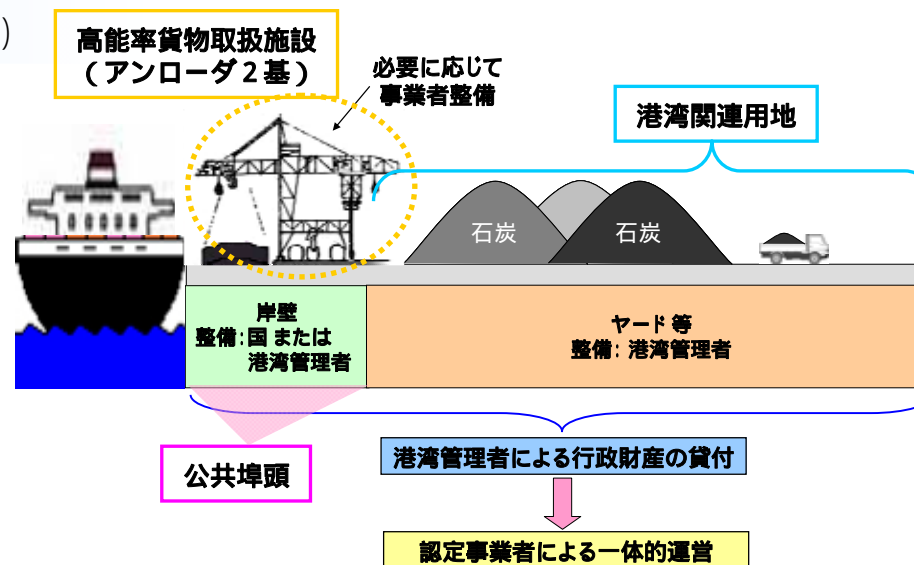 )
高能率貨物取扱施設
（アンローダ２基）
必要に応じて
事業者整備
港湾関連用地
石炭
石炭
岸壁
整備：国または
港湾管理者
ヤード等
整備：港湾管理者
公共埠頭
港湾管理者による行政財産の貸付
認定事業者による一体的運営